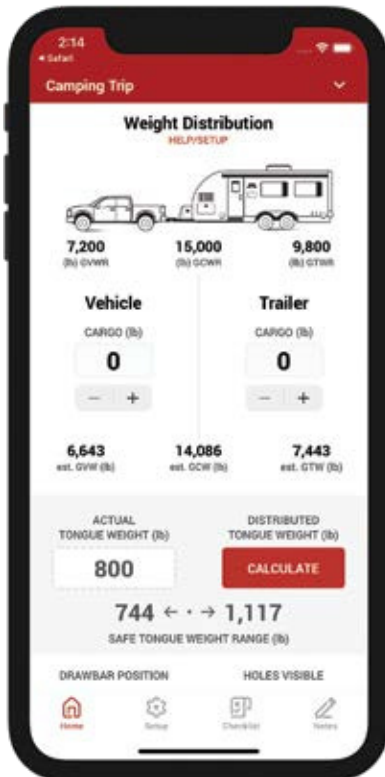 2:14
Safari
Camping Trip
Weight Distribution
HELP/SETUP
7,200 15,000 9,800
(lb) GVWR (lb) GCWR (lb) GTWR
Vehicle Trailer
CARGO (lb) CARGO (lb)
0 0
− + − +
6,643 14,086 7,443
est. GVW (lb) est. GCW (lb) est. GTW (lb)
ACTUAL DISTRIBUTED
TONGUE WEIGHT (lb) TONGUE WEIGHT (lb)
800 CALCULATE
744 ← · → 1,117
SAFE TONGUE WEIGHT RANGE (lb)
DRAWBAR POSITION HOLES VISIBLE
Home Setup Checklist Notes